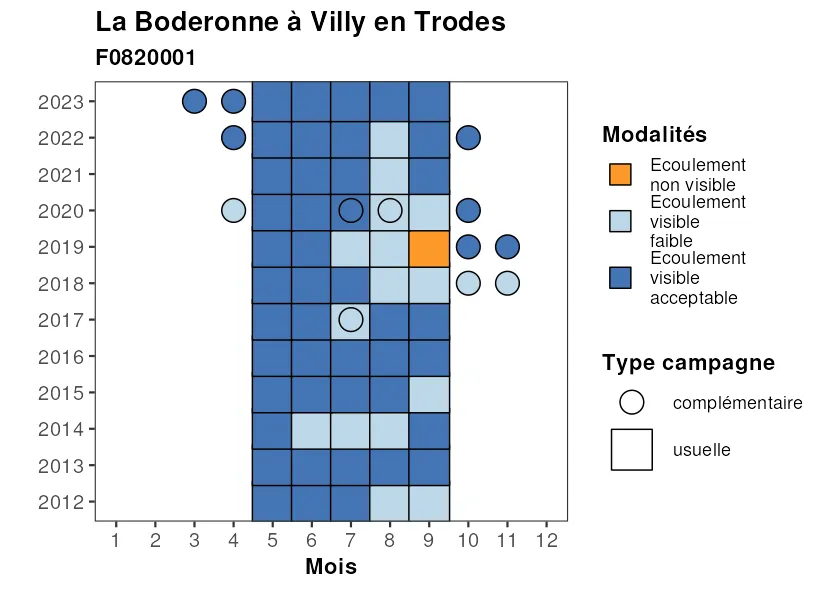 La Boderonne à Villy en Trodes
F0820001
2023
2022
2021
2020
2019
2018
2017
2016
2015
2014
2013
2012
1 2 3 4 5 6 7 8 9 10 11 12
Mois
Modalités
Ecoulement
non visible
Ecoulement
visible
faible
Ecoulement
visible
acceptable
Type campagne
complémentaire
usuelle